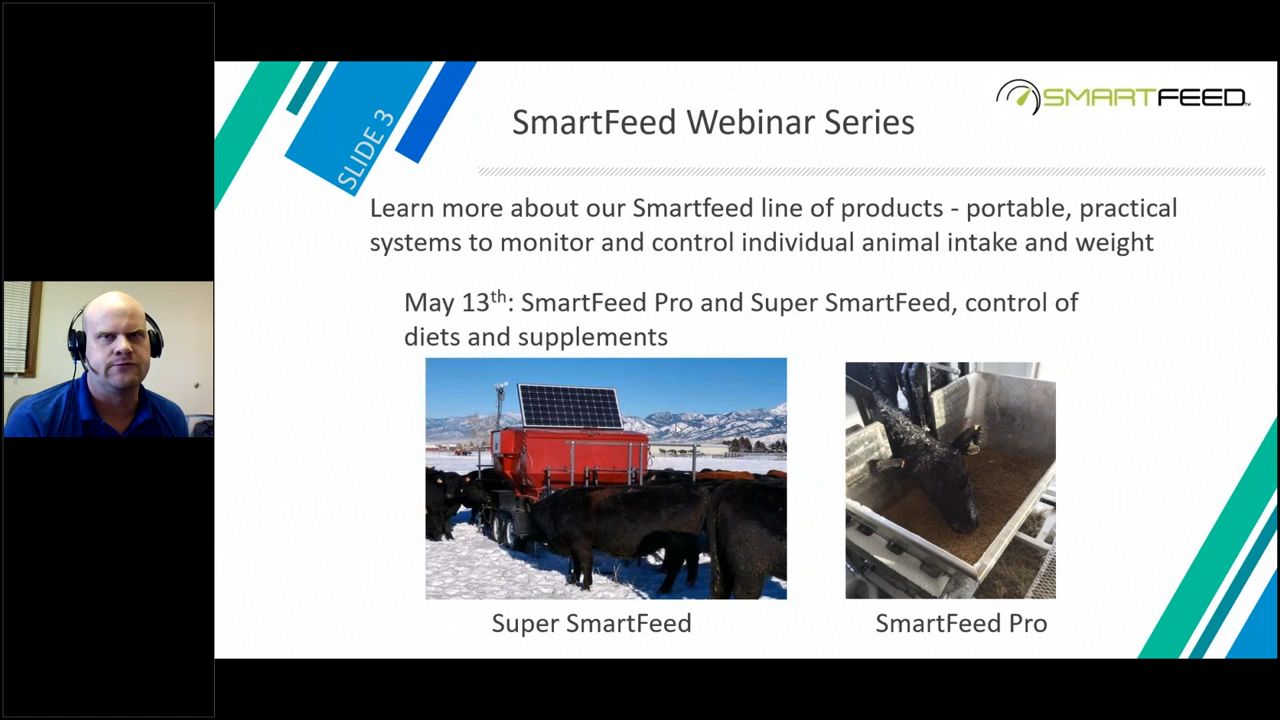 SLIDE 3
SmartFeed Webinar Series
SMARTFEED™
Learn more about our Smartfeed line of products - portable, practical
systems to monitor and control individual animal intake and weight
May 13th: SmartFeed Pro and Super SmartFeed, control of
diets and supplements
Super SmartFeed
SmartFeed Pro